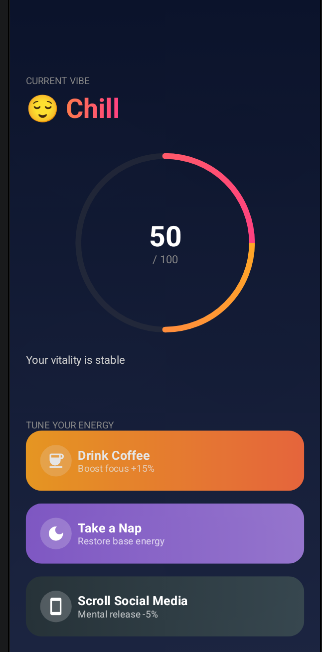 CURRENT VIBE
😌 Chill
50
/ 100
Your vitality is stable
TUNE YOUR ENERGY
Drink Coffee
Boost focus +15%
Take a Nap
Restore base energy
Scroll Social Media
Mental release -5%